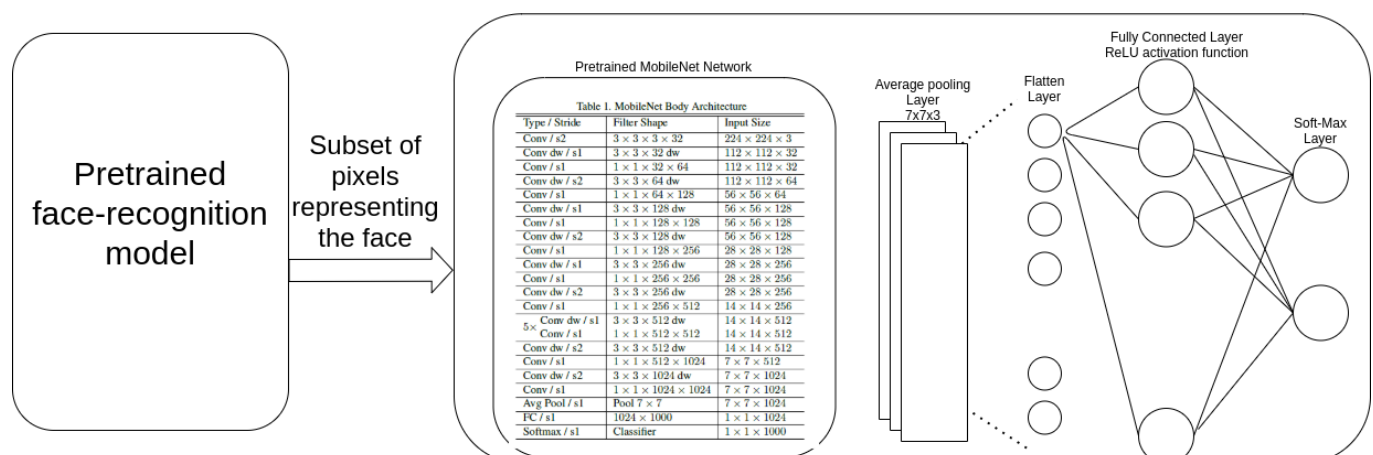 Pretrained
face-recognition
model
Subset of
pixels
representing
the face
Pretrained MobileNet Network
Table 1. MobileNet Body Architecture
Type / Stride Filter Shape Input Size
Conv / s2 3 × 3 × 3 × 32 224 × 224 × 3
Conv dw / s1 3 × 3 × 32 dw 112 × 112 × 32
Conv / s1 1 × 1 × 32 × 64 112 × 112 × 32
Conv dw / s2 3 × 3 × 64 dw 112 × 112 × 64
Conv / s1 1 × 1 × 64 × 128 56 × 56 × 64
Conv dw / s1 3 × 3 × 128 dw 56 × 56 × 128
Conv / s1 1 × 1 × 128 × 128 56 × 56 × 128
Conv dw / s2 3 × 3 × 128 dw 56 × 56 × 128
Conv / s1 1 × 1 × 128 × 256 28 × 28 × 128
Conv dw / s1 3 × 3 × 256 dw 28 × 28 × 256
Conv / s1 1 × 1 × 256 × 256 28 × 28 × 256
Conv dw / s2 3 × 3 × 256 dw 28 × 28 × 256
Conv / s1 1 × 1 × 256 × 512 14 × 14 × 256
5× Conv dw / s1 3 × 3 × 512 dw 14 × 14 × 512
Conv / s1 1 × 1 × 512 × 512 14 × 14 × 512
Conv dw / s2 3 × 3 × 512 dw 14 × 14 × 512
Conv / s1 1 × 1 × 512 × 1024 7 × 7 × 512
Conv dw / s2 3 × 3 × 1024 dw 7 × 7 × 1024
Conv / s1 1 × 1 × 1024 × 1024 7 × 7 × 1024
Avg Pool / s1 Pool 7 × 7 7 × 7 × 1024
FC / s1 1024 × 1000 1 × 1 × 1024
Softmax / s1 Classifier 1 × 1 × 1000
Average pooling
Layer
7x7x3
Flatten
Layer
Fully Connected Layer
ReLU activation function
Soft-Max
Layer